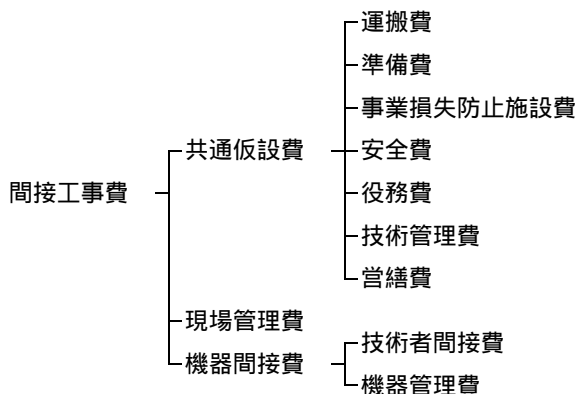 間接工事費
共通仮設費
運搬費
準備費
事業損失防止施設費
安全費
役務費
技術管理費
営繕費
現場管理費
機器間接費
技術者間接費
機器管理費